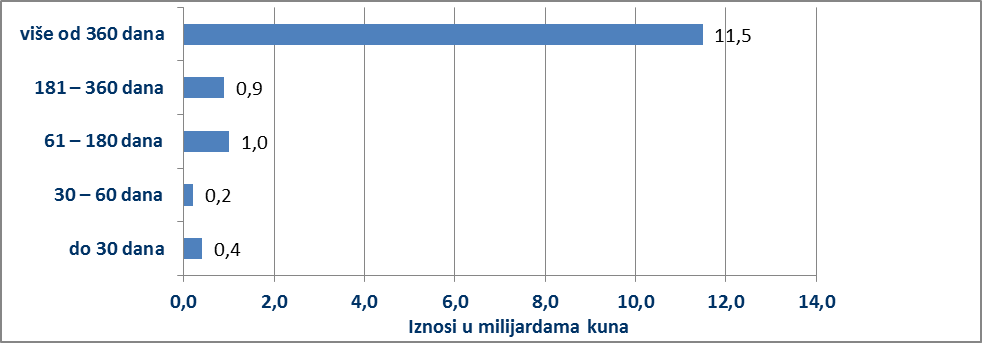 više od 360 dana 11,5
181 – 360 dana 0,9
61 – 180 dana 1,0
30 – 60 dana 0,2
do 30 dana 0,4
0,0 2,0 4,0 6,0 8,0 10,0 12,0 14,0
Iznosi u milijardama kuna